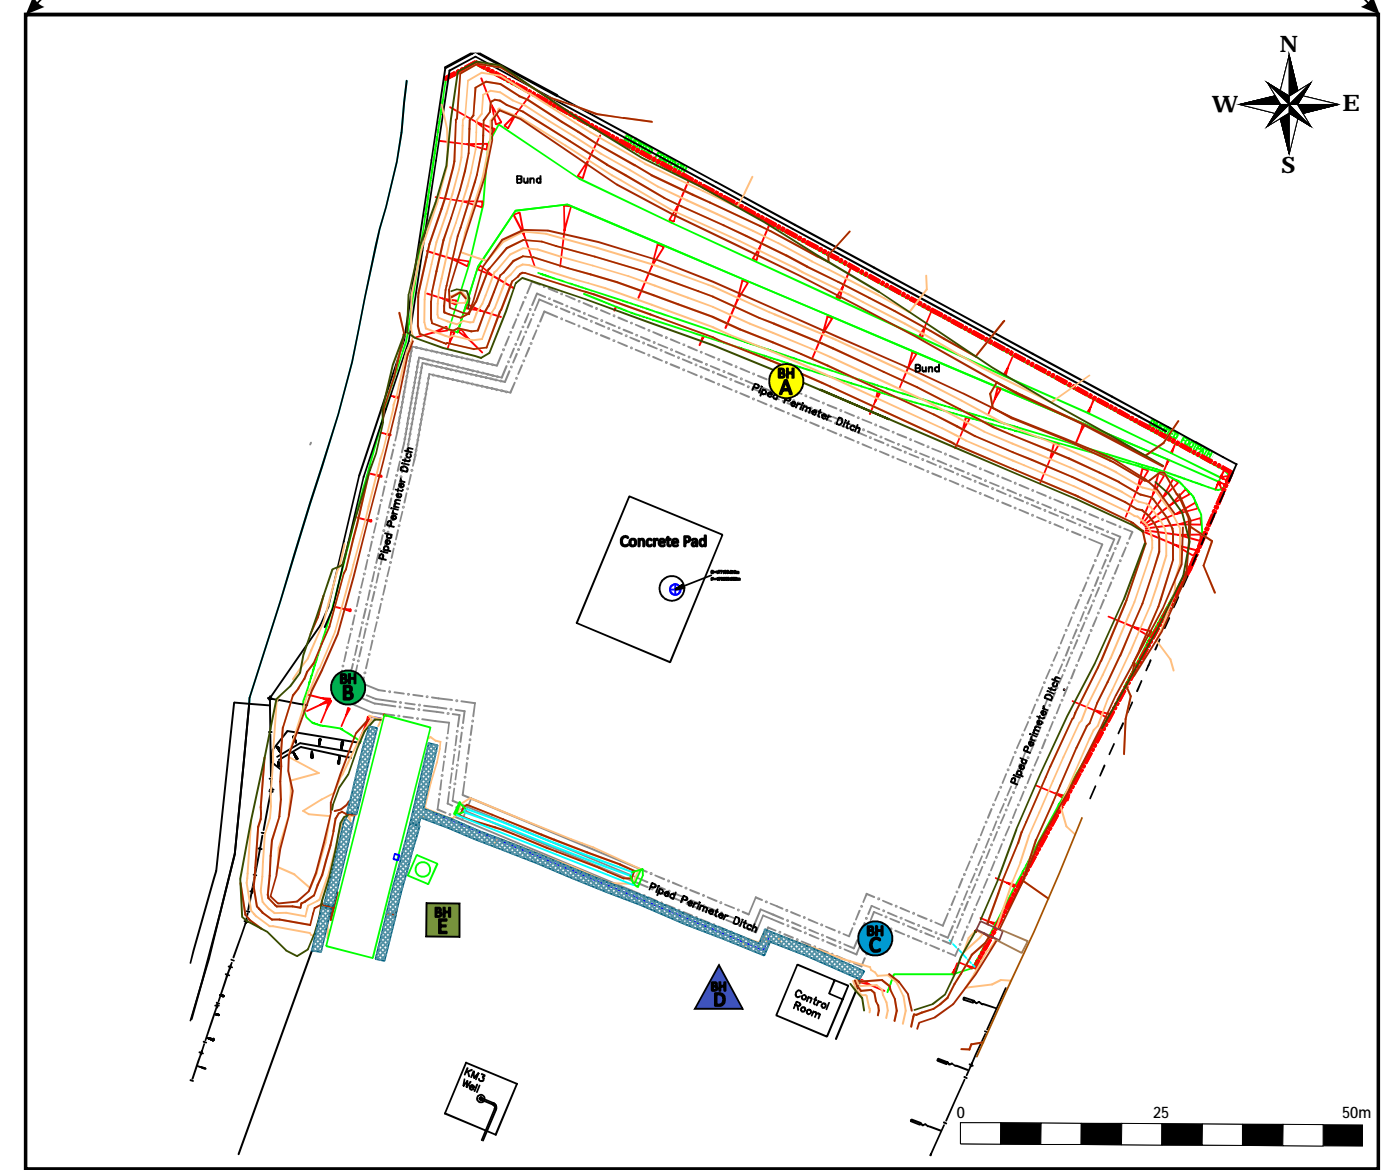 N
W E
S
Bund
Bund
BH
A
Piped Perimeter Ditch
Piped Perimeter Ditch
Concrete Pad
BH
B
Piped Perimeter Ditch
Piped Perimeter Ditch
BH
E
BH
C
BH
D
Control
Room
KM3
Well
0 25 50m